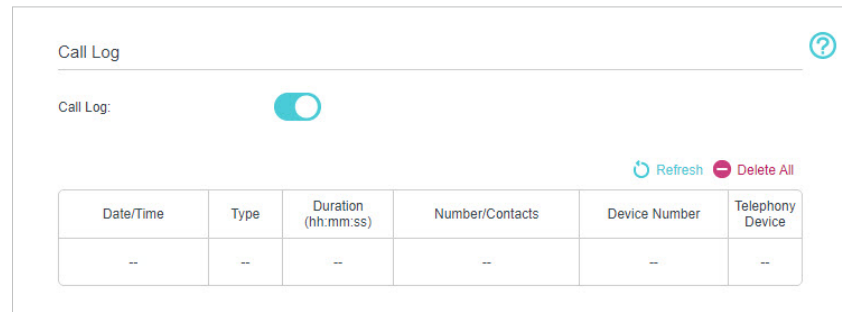 Call Log
?
Call Log:
Refresh Delete All
Date/Time Type Duration (hh:mm:ss) Number/Contacts Device Number Telephony Device
-- -- -- -- -- --